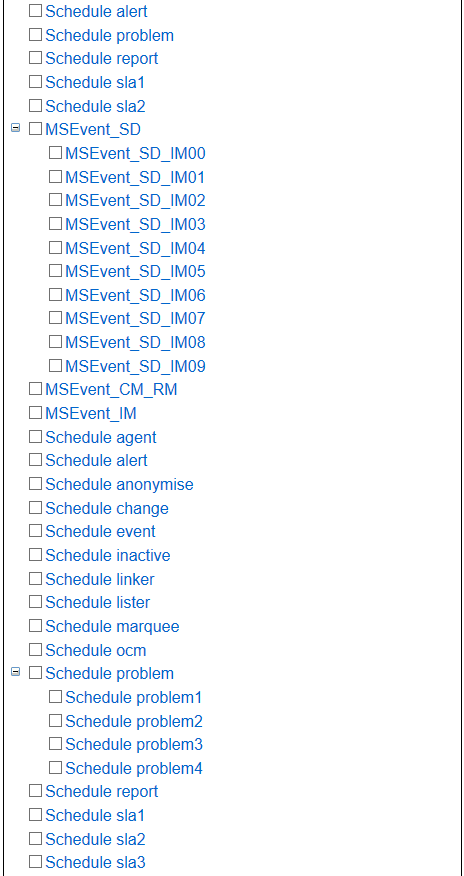 Schedule alert
Schedule problem
Schedule report
Schedule sla1
Schedule sla2
MSEvent_SD
MSEvent_SD_IM00
MSEvent_SD_IM01
MSEvent_SD_IM02
MSEvent_SD_IM03
MSEvent_SD_IM04
MSEvent_SD_IM05
MSEvent_SD_IM06
MSEvent_SD_IM07
MSEvent_SD_IM08
MSEvent_SD_IM09
MSEvent_CM_RM
MSEvent_IM
Schedule agent
Schedule alert
Schedule anonymise
Schedule change
Schedule event
Schedule inactive
Schedule linker
Schedule lister
Schedule marquee
Schedule ocm
Schedule problem
Schedule problem1
Schedule problem2
Schedule problem3
Schedule problem4
Schedule report
Schedule sla1
Schedule sla2
Schedule sla3